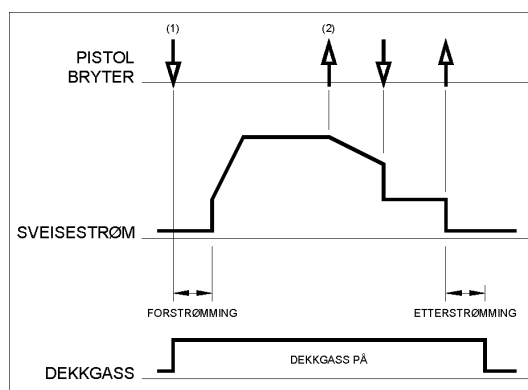 (1) (2)
PISTOL
BRYTER
SVEISESTRØM
FORSTRØMMING ETTERSTRØMMING
DEKKGASS PÅ
DEKKGASS